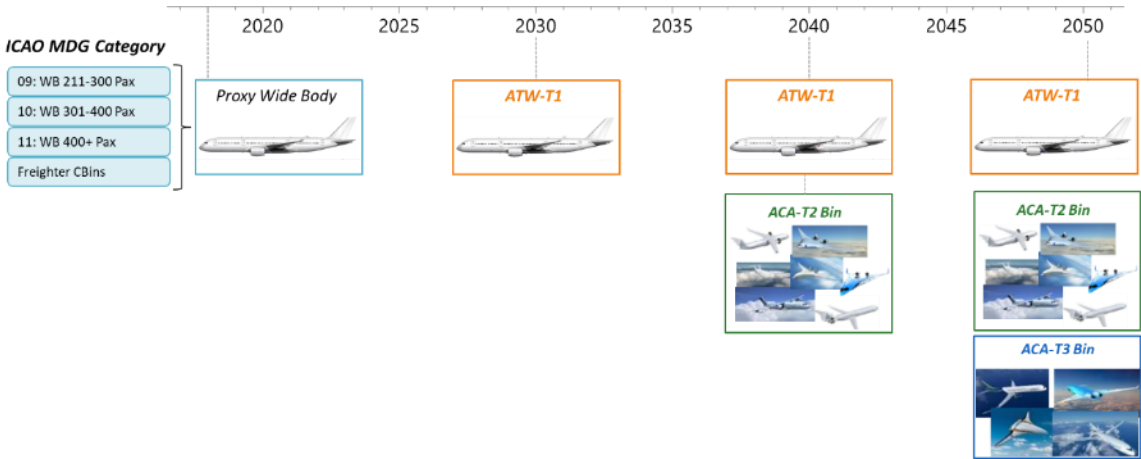 2020 2025 2030 2035 2040 2045 2050
ICAO MDG Category
09: WB 211-300 Pax
10: WB 301-400 Pax
11: WB 400+ Pax
Freighter CBins
Proxy Wide Body
ATW-T1
ATW-T1
ATW-T1
ACA-T2 Bin
ACA-T2 Bin
ACA-T3 Bin